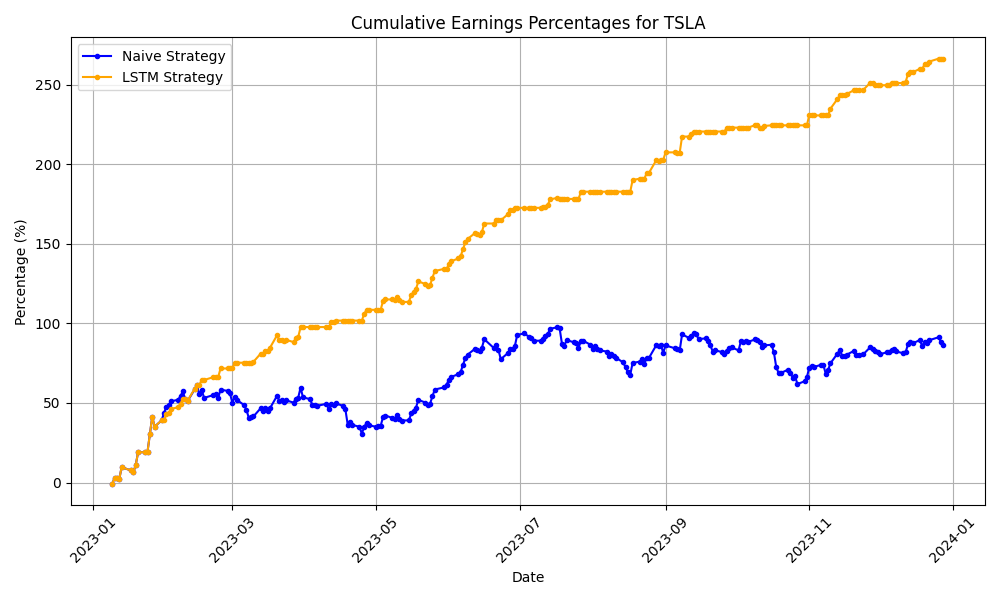 Cumulative Earnings Percentages for TSLA
Naive Strategy
LSTM Strategy
Percentage (%)
250
200
150
100
50
0
2023-01
2023-03
2023-05
2023-07
2023-09
2023-11
2024-01
Date